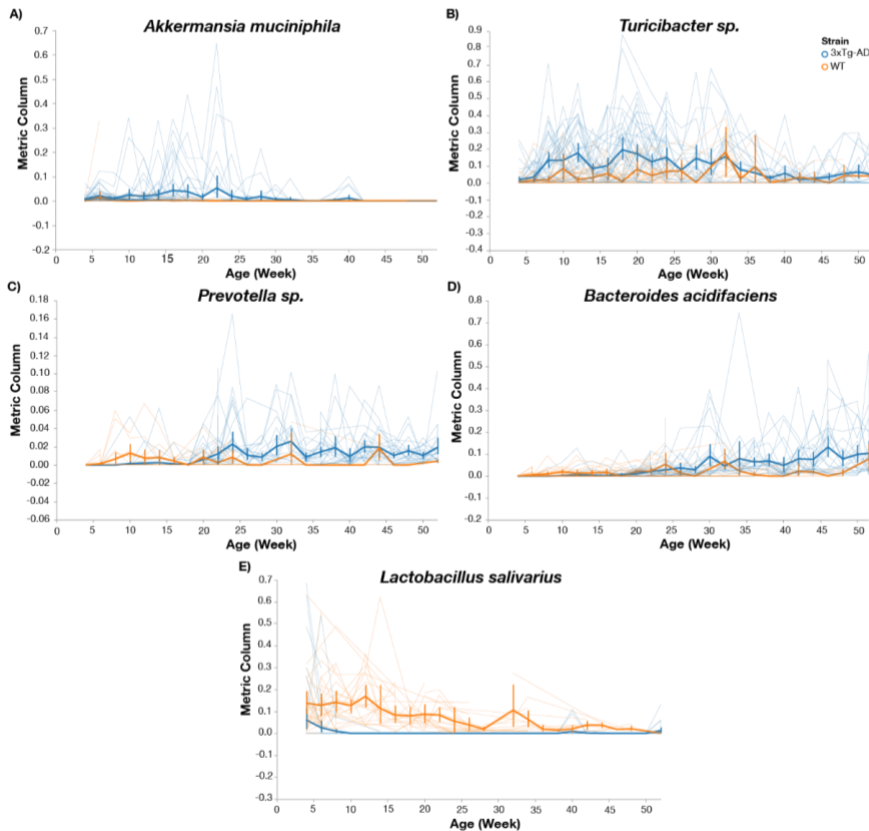 A)
Akkermansia muciniphila
0.7
0.6
0.5
0.4
0.3
0.2
0.1
0.0
-0.1
-0.2
Metric Column
0 5 10 15 20 25 30 35 40 45 50
Age (Week)
B)
Turicibacter sp.
Strain
3xTg-AD
WT
0.9
0.8
0.7
0.6
0.5
0.4
0.3
0.2
0.1
0.0
-0.1
-0.2
-0.3
-0.4
Metric Column
0 5 10 15 20 25 30 35 40 45 50
Age (Week)
C)
Prevotella sp.
0.18
0.16
0.14
0.12
0.10
0.08
0.06
0.04
0.02
0.00
-0.02
-0.04
-0.06
Metric Column
0 5 10 15 20 25 30 35 40 45 50
Age (Week)
D)
Bacteroides acidifaciens
0.8
0.7
0.6
0.5
0.4
0.3
0.2
0.1
0.0
-0.1
-0.2
Metric Column
0 5 10 15 20 25 30 35 40 45 50
Age (Week)
E)
Lactobacillus salivarius
0.7
0.6
0.5
0.4
0.3
0.2
0.1
0.0
-0.1
-0.2
-0.3
Metric Column
0 5 10 15 20 25 30 35 40 45 50
Age (Week)